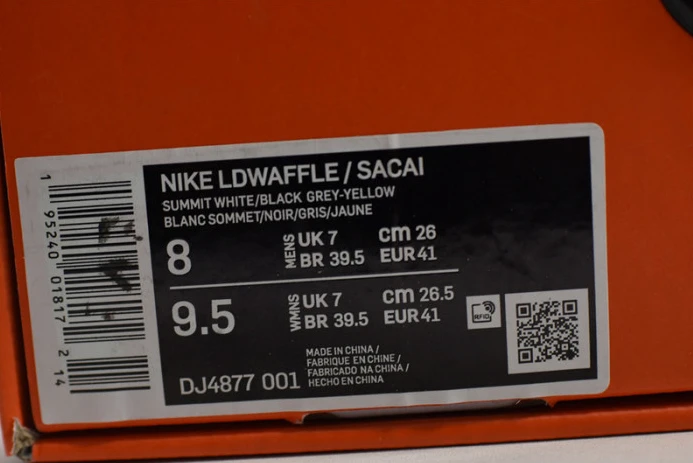 NIKE LDWAFFLE / SACAI
SUMMIT WHITE/BLACK GREY-YELLOW
BLANC SOMMET/NOIR/GRIS/JAUNE
8 MENS UK 7 cm 26
BR 39.5 EUR 41
9.5 WMNS UK 7 cm 26.5
BR 39.5 EUR 41
RFID
MADE IN CHINA /
FABRIQUE EN CHINE /
FABRICADO NA CHINA /
HECHO EN CHINA
DJ4877 001
1 95240 01817 2 14